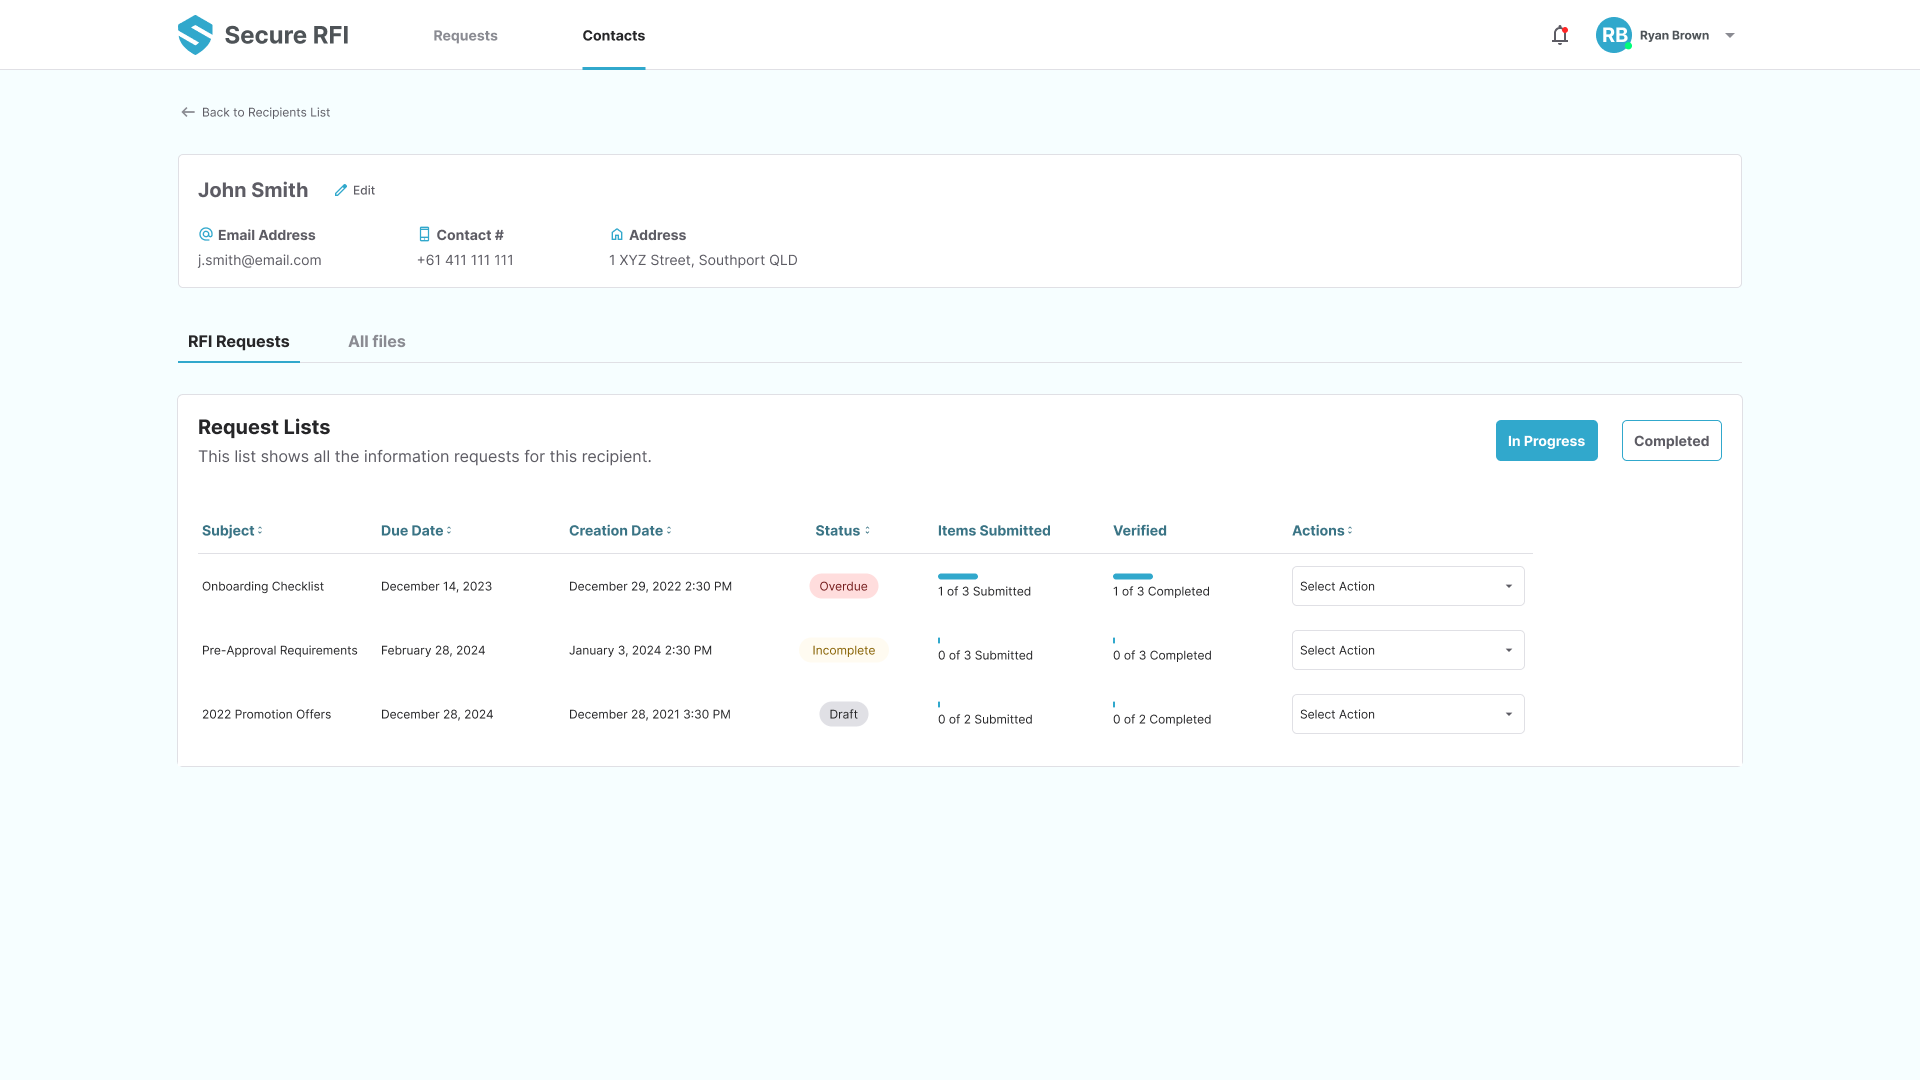 Secure RFI
Requests
Contacts
RB
Ryan Brown
Back to Recipients List
John Smith
Edit
Email Address
Contact #
Address
j.smith@email.com
+61 411 111 111
1 XYZ Street, Southport QLD
RFI Requests
All files
Request Lists
This list shows all the information requests for this recipient.
In Progress
Completed
Subject
Due Date
Creation Date
Status
Items Submitted
Verified
Actions
Onboarding Checklist
December 14, 2023
December 29, 2022 2:30 PM
Overdue
1 of 3 Submitted
1 of 3 Completed
Select Action
Pre-Approval Requirements
February 28, 2024
January 3, 2024 2:30 PM
Incomplete
0 of 3 Submitted
0 of 3 Completed
Select Action
2022 Promotion Offers
December 28, 2024
December 28, 2021 3:30 PM
Draft
0 of 2 Submitted
0 of 2 Completed
Select Action